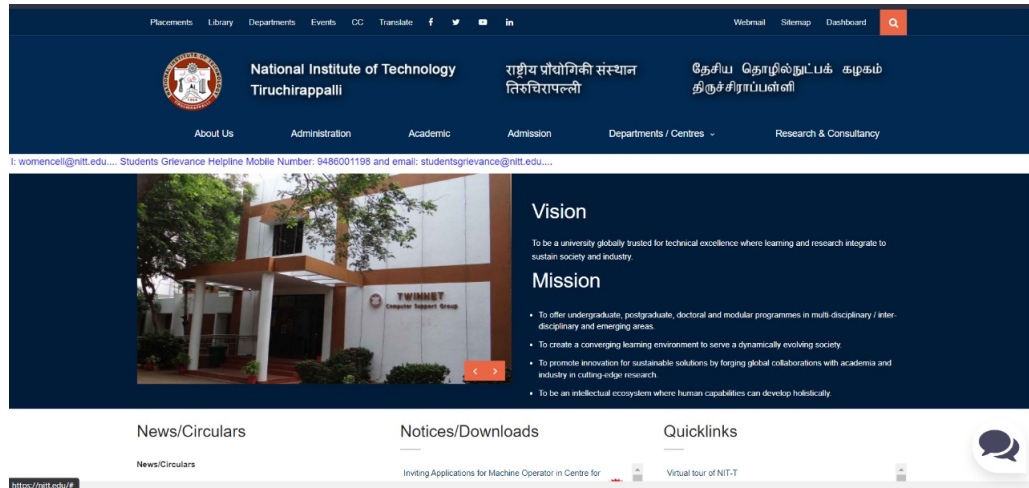 Placements Library Departments Events CC Translate f in Webmail Sitemap Dashboard
National Institute of Technology
Tiruchirappalli
राष्ट्रीय प्रौद्योगिकी संस्थान
तिरुचिरापल्ली
தேசிய தொழில்நுட்பக் கழகம்
திருச்சிராப்பள்ளி
About Us Administration Academic Admission Departments / Centres Research & Consultancy
l: womencell@nitt.edu.... Students Grievance Helpline Mobile Number: 9486001198 and email: studentsgrievance@nitt.edu....
TWINNET
Computer Support Group
Vision
To be a university globally trusted for technical excellence where learning and research integrate to
sustain society and industry.
Mission
• To offer undergraduate, postgraduate, doctoral and modular programmes in multi-disciplinary / inter-
disciplinary and emerging areas.
• To create a converging learning environment to serve a dynamically evolving society.
• To promote innovation for sustainable solutions by forging global collaborations with academia and
industry in cutting-edge research.
• To be an intellectual ecosystem where human capabilities can develop holistically.
News/Circulars
News/Circulars
Notices/Downloads
Inviting Applications for Machine Operator in Centre for
Quicklinks
Virtual tour of NIT-T
https://nitt.edu/#